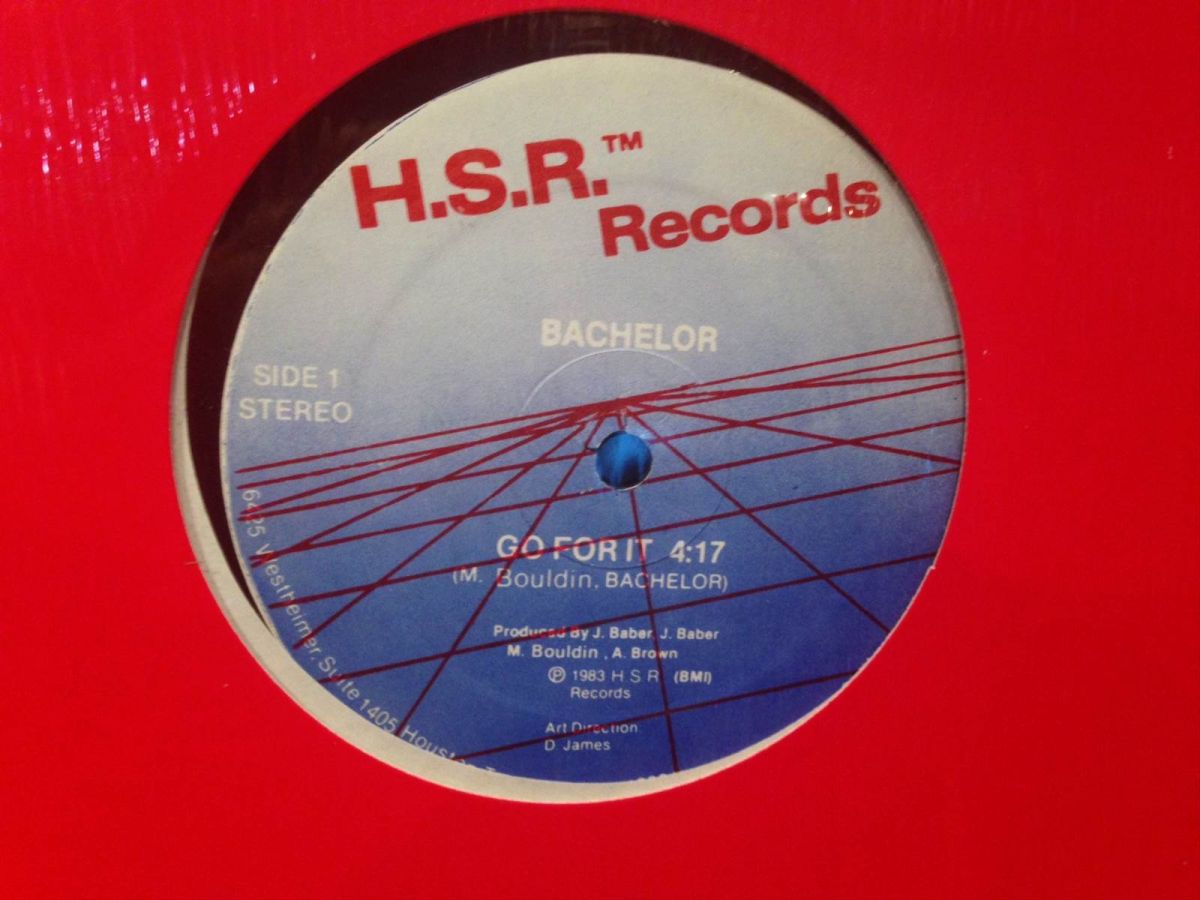 H.S.R.™
Records
BACHELOR
SIDE 1
STEREO
GO FOR IT 4:17
(M. Bouldin, BACHELOR)
Produced By J. Baber, J. Baber
M. Bouldin, A. Brown
℗ 1983 H S R (BMI)
Records
Art Direction
D. James
6425 Westheimer, Suite 1405